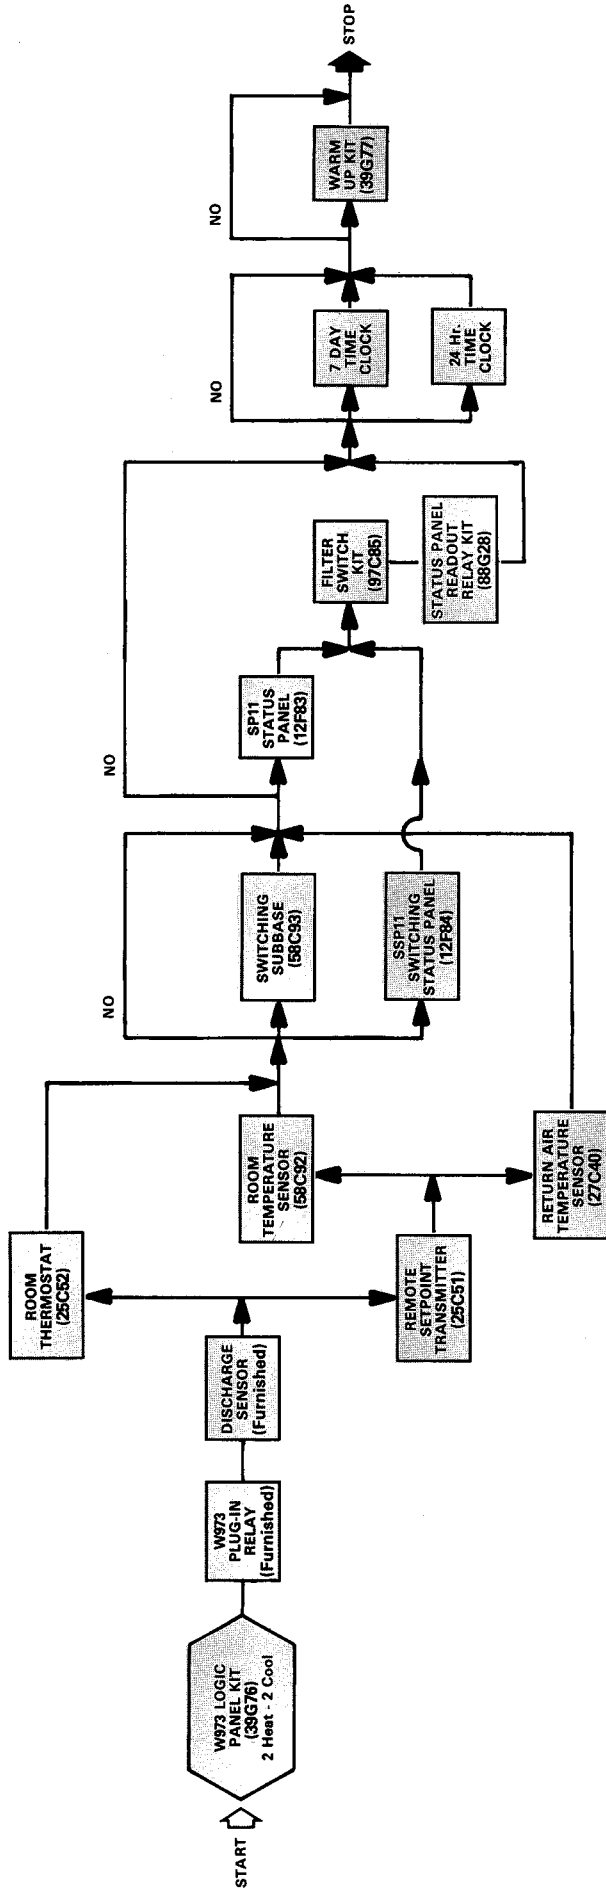 START
W973 LOGIC
PANEL KIT
(39G76)
2 Heat - 2 Cool
W973
PLUG-IN
RELAY
(Furnished)
DISCHARGE
SENSOR
(Furnished)
ROOM
THERMOSTAT
(25C52)
REMOTE
SETPOINT
TRANSMITTER
(25C51)
ROOM
TEMPERATURE
SENSOR
(58C92)
RETURN AIR
TEMPERATURE
SENSOR
(27C40)
NO
SWITCHING
SUBBASE
(58C93)
SSP11
SWITCHING
STATUS PANEL
(12F84)
NO
SP11
STATUS
PANEL
(12F83)
FILTER
SWITCH
KIT
(97C85)
STATUS PANEL
READOUT
RELAY KIT
(88G28)
NO
7 DAY
TIME
CLOCK
24 Hr.
TIME
CLOCK
NO
WARM
UP KIT
(39G77)
STOP